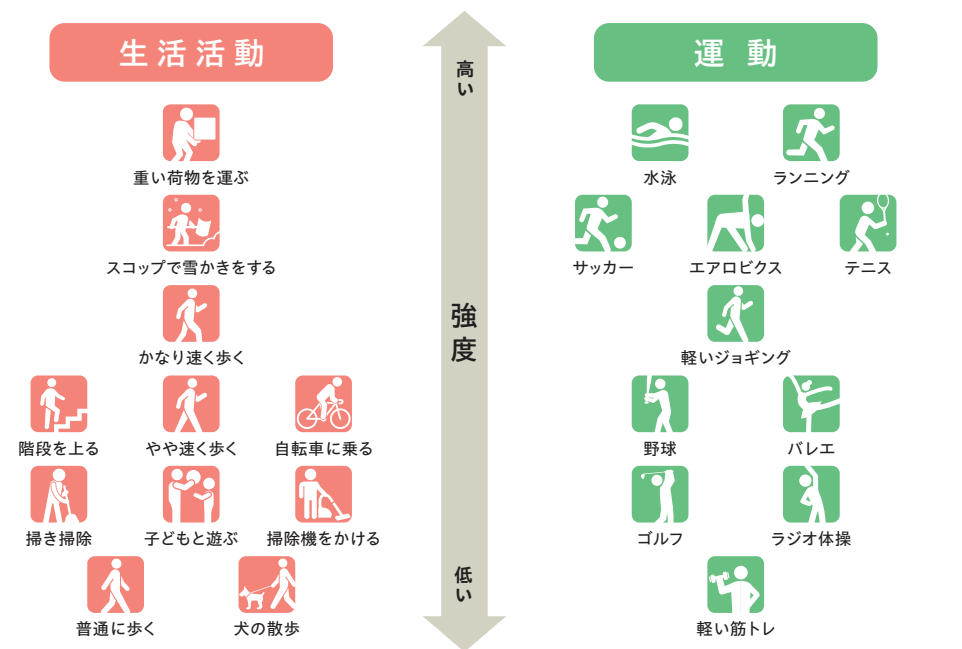 生活活動
重い荷物を運ぶ
スコップで雪かきをする
かなり速く歩く
階段を上る
やや速く歩く
自転車に乗る
掃き掃除
子どもと遊ぶ
掃除機をかける
普通に歩く
犬の散歩
高い
強度
低い
運動
水泳
ランニング
サッカー
エアロビクス
テニス
軽いジョギング
野球
バレエ
ゴルフ
ラジオ体操
軽い筋トレ